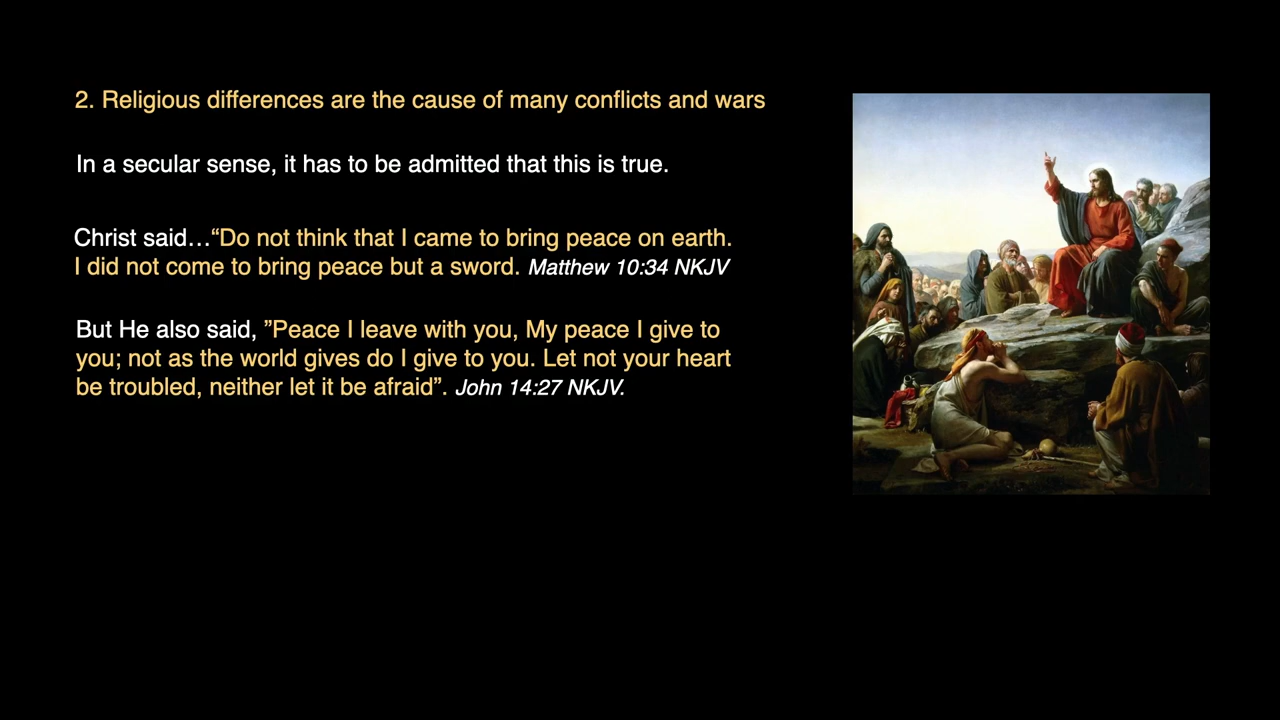 2. Religious differences are the cause of many conflicts and wars
In a secular sense, it has to be admitted that this is true.
Christ said…“Do not think that I came to bring peace on earth.
I did not come to bring peace but a sword. Matthew 10:34 NKJV
But He also said, ”Peace I leave with you, My peace I give to
you; not as the world gives do I give to you. Let not your heart
be troubled, neither let it be afraid”. John 14:27 NKJV.